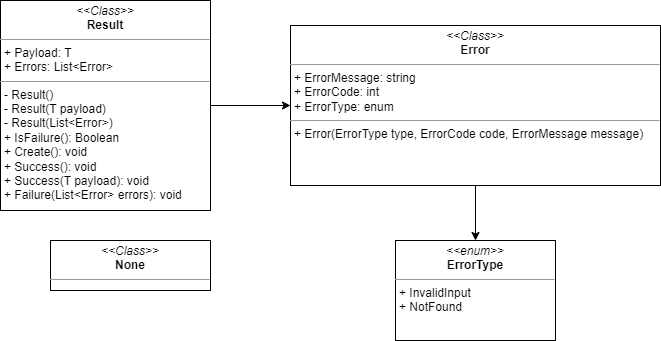 <<Class>>
Result
+ Payload: T
+ Errors: List<Error>
- Result()
- Result(T payload)
- Result(List<Error>)
+ IsFailure(): Boolean
+ Create(): void
+ Success(): void
+ Success(T payload): void
+ Failure(List<Error> errors): void
<<Class>>
Error
+ ErrorMessage: string
+ ErrorCode: int
+ ErrorType: enum
+ Error(ErrorType type, ErrorCode code, ErrorMessage message)
<<Class>>
None
<<enum>>
ErrorType
+ InvalidInput
+ NotFound